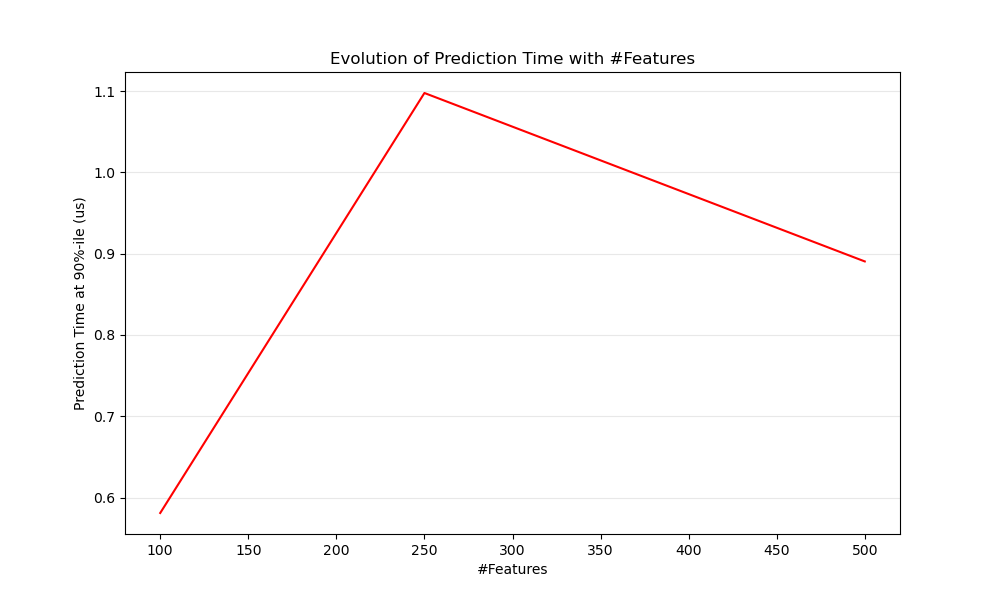 Evolution of Prediction Time with #Features
Prediction Time at 90%-ile (us)
1.1
1.0
0.9
0.8
0.7
0.6
100 150 200 250 300 350 400 450 500
#Features